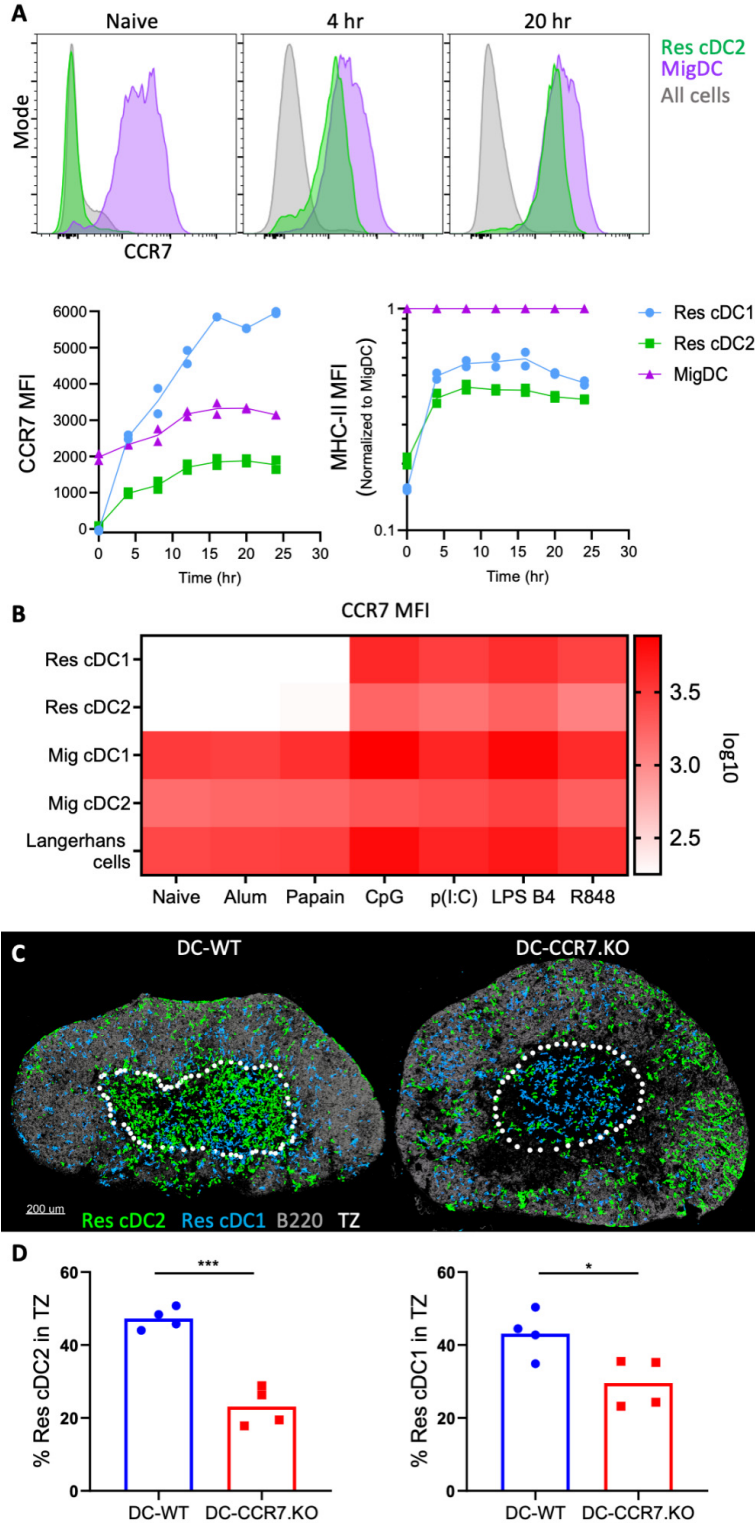 A
Naive
4 hr
20 hr
Res cDC2
MigDC
All cells
Mode
CCR7
6000
5000
4000
3000
2000
1000
0
CCR7 MFI
0 5 10 15 20 25 30
Time (hr)
1
0.1
MHC-II MFI
(Normalized to MigDC)
0 5 10 15 20 25 30
Time (hr)
Res cDC1
Res cDC2
MigDC
B
CCR7 MFI
Res cDC1
Res cDC2
Mig cDC1
Mig cDC2
Langerhans
cells
Naive Alum Papain CpG p(I:C) LPS B4 R848
3.5
3.0
2.5
log10
C
DC-WT
DC-CCR7.KO
200 um
Res cDC2 Res cDC1 B220 TZ
D
60
40
20
0
% Res cDC2 in TZ
***
DC-WT DC-CCR7.KO
60
40
20
0
% Res cDC1 in TZ
*
DC-WT DC-CCR7.KO